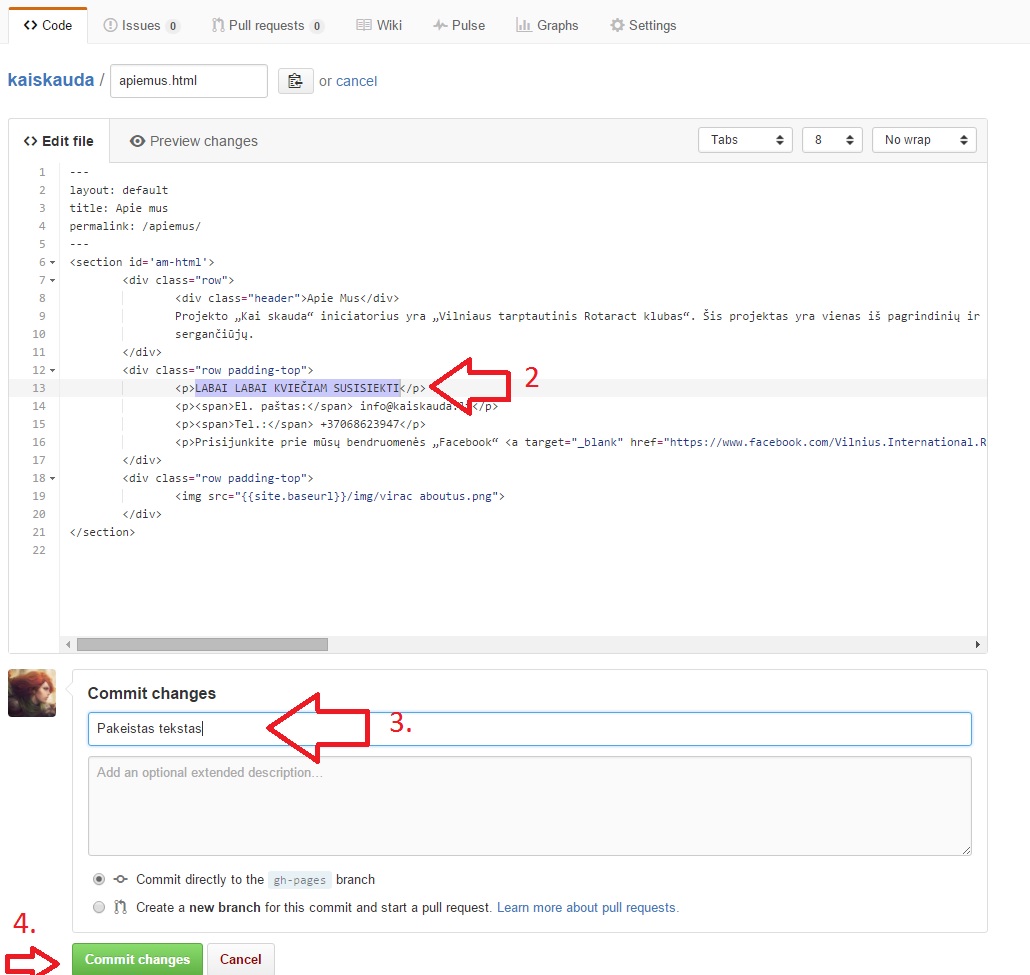 Code Issues 0 Pull requests 0 Wiki Pulse Graphs Settings
kaiskauda / apiemus.html or cancel
Edit file Preview changes Tabs 8 No wrap
1 ---
2 layout: default
3 title: Apie mus
4 permalink: /apiemus/
5 ---
6 <section id='am-html'>
7 <div class="row">
8 <div class="header">Apie Mus</div>
9 Projekto „Kai skauda“ iniciatorius yra „Vilniaus tarptautinis Rotaract klubas“. Šis projektas yra vienas iš pagrindinių ir
10 sergančiūjų.
11 </div>
12 <div class="row padding-top">
13 <p>LABAI LABAI KVIEČIAM SUSISIEKTI</p> 2
14 <p><span>El. paštas:</span> info@kaiskauda.lt</p>
15 <p><span>Tel.:</span> +37068623947</p>
16 <p>Prisijunkite prie mūsų bendruomenės „Facebook“ <a target="_blank" href="https://www.facebook.com/Vilnius.International.R
17 </div>
18 <div class="row padding-top">
19 <img src="{{site.baseurl}}/img/virac aboutus.png">
20 </div>
21 </section>
22
Commit changes
Pakeistas tekstas 3.
Add an optional extended description...
Commit directly to the gh-pages branch
Create a new branch for this commit and start a pull request. Learn more about pull requests.
4.
Commit changes Cancel